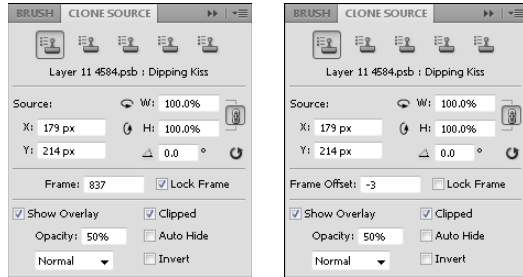 BRUSH CLONE SOURCE
Layer 11 4584.psb : Dipping Kiss
Source: W: 100.0%
X: 179 px H: 100.0%
Y: 214 px 0.0 °
Frame: 837 Lock Frame
Show Overlay Clipped
Opacity: 50% Auto Hide
Normal Invert
BRUSH CLONE SOURCE
Layer 11 4584.psb : Dipping Kiss
Source: W: 100.0%
X: 179 px H: 100.0%
Y: 214 px 0.0 °
Frame Offset: -3 Lock Frame
Show Overlay Clipped
Opacity: 50% Auto Hide
Normal Invert